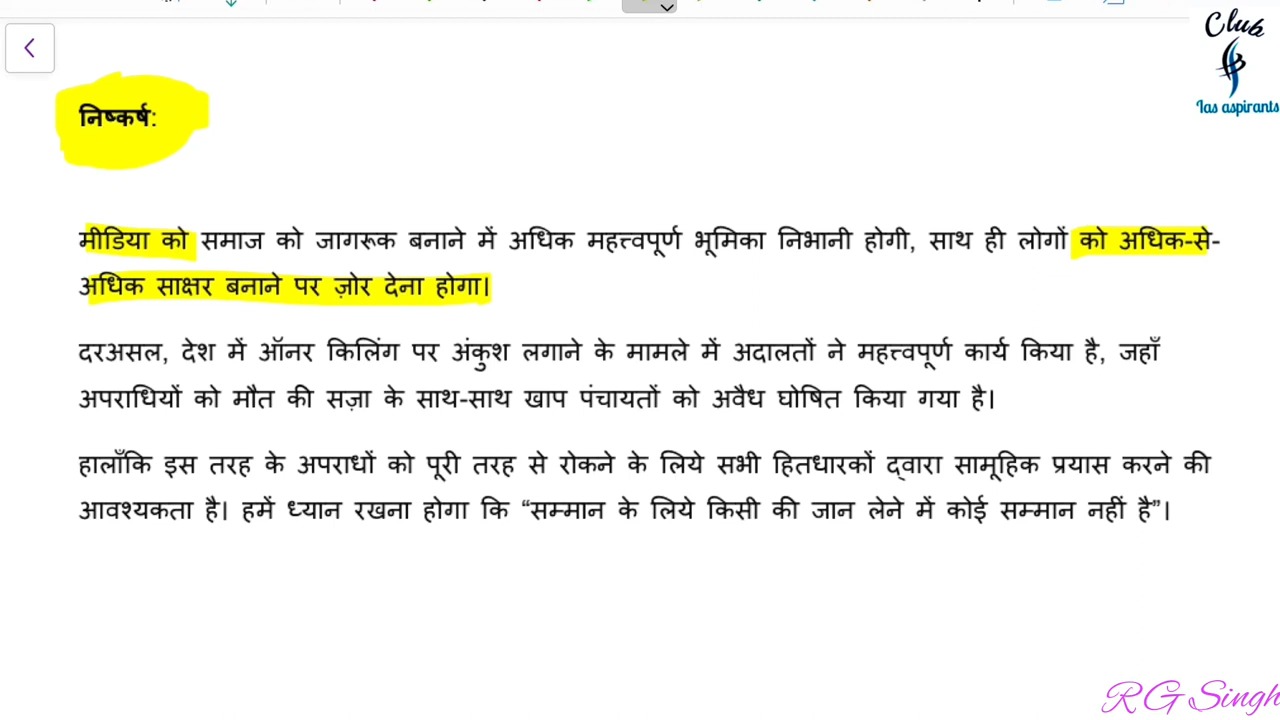 Club
Ias aspirants
निष्कर्ष:
मीडिया को समाज को जागरूक बनाने में अधिक महत्त्वपूर्ण भूमिका निभानी होगी, साथ ही लोगों को अधिक-से-
अधिक साक्षर बनाने पर ज़ोर देना होगा।
दरअसल, देश में ऑनर किलिंग पर अंकुश लगाने के मामले में अदालतों ने महत्त्वपूर्ण कार्य किया है, जहाँ
अपराधियों को मौत की सज़ा के साथ-साथ खाप पंचायतों को अवैध घोषित किया गया है।
हालाँकि इस तरह के अपराधों को पूरी तरह से रोकने के लिये सभी हितधारकों द्वारा सामूहिक प्रयास करने की
आवश्यकता है। हमें ध्यान रखना होगा कि “सम्मान के लिये किसी की जान लेने में कोई सम्मान नहीं है”।
RG Singh